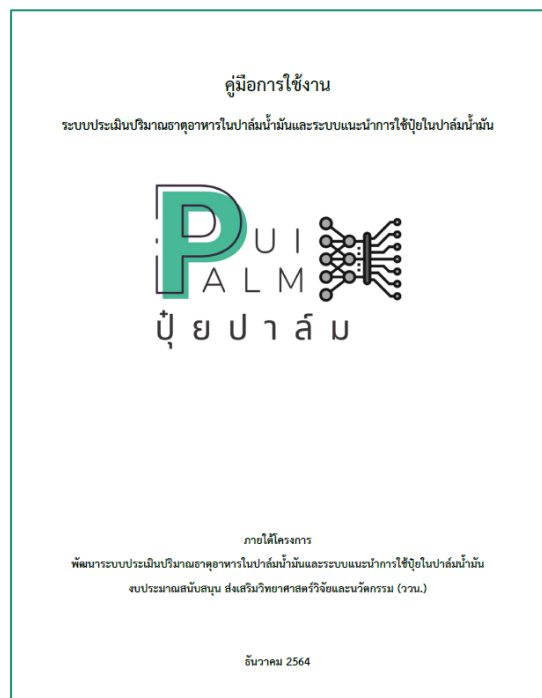 คู่มือการใช้งาน
ระบบประเมินปริมาณธาตุอาหารในปาล์มน้ำมันและระบบแนะนำการใช้ปุ๋ยในปาล์มน้ำมัน
PUI
PALM
ปุ๋ยปาล์ม
ภายใต้โครงการ
พัฒนาระบบประเมินปริมาณธาตุอาหารในปาล์มน้ำมันและระบบแนะนำการใช้ปุ๋ยในปาล์มน้ำมัน
งบประมาณสนับสนุน ส่งเสริมวิทยาศาสตร์วิจัยและนวัตกรรม (ววน.)
ธันวาคม 2564